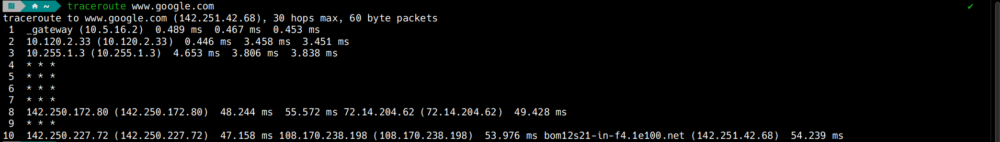 ~ traceroute www.google.com ✔
traceroute to www.google.com (142.251.42.68), 30 hops max, 60 byte packets
 1  _gateway (10.5.16.2)  0.489 ms  0.467 ms  0.453 ms
 2  10.120.2.33 (10.120.2.33)  0.446 ms  3.458 ms  3.451 ms
 3  10.255.1.3 (10.255.1.3)  4.653 ms  3.806 ms  3.838 ms
 4  * * *
 5  * * *
 6  * * *
 7  * * *
 8  142.250.172.80 (142.250.172.80)  48.244 ms  55.572 ms 72.14.204.62 (72.14.204.62)  49.428 ms
 9  * * *
10  142.250.227.72 (142.250.227.72)  47.158 ms 108.170.238.198 (108.170.238.198)  53.976 ms bom12s21-in-f4.1e100.net (142.251.42.68)  54.239 ms